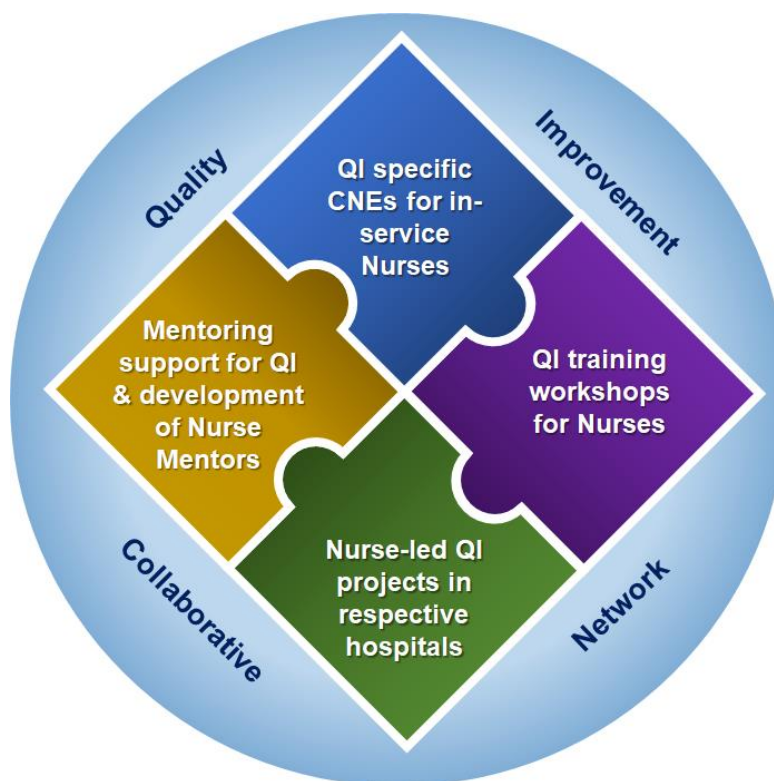 Quality
Improvement
QI specific
CNEs for in-
service
Nurses
Mentoring
support for QI
& development
of Nurse
Mentors
QI training
workshops
for Nurses
Nurse-led QI
projects in
respective
hospitals
Collaborative
Network